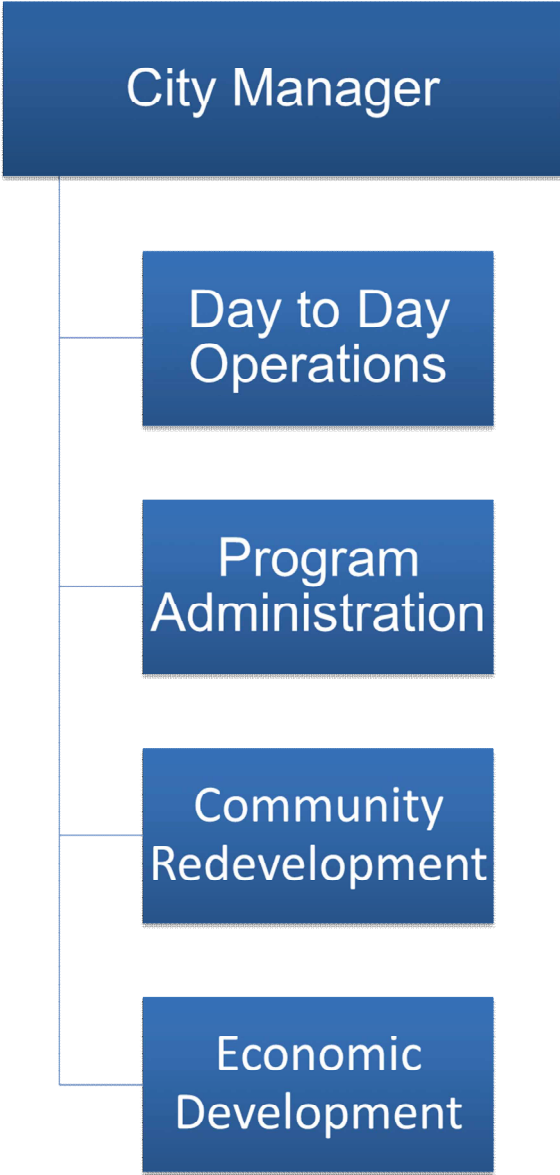 City Manager
Day to Day
Operations
Program
Administration
Community
Redevelopment
Economic
Development